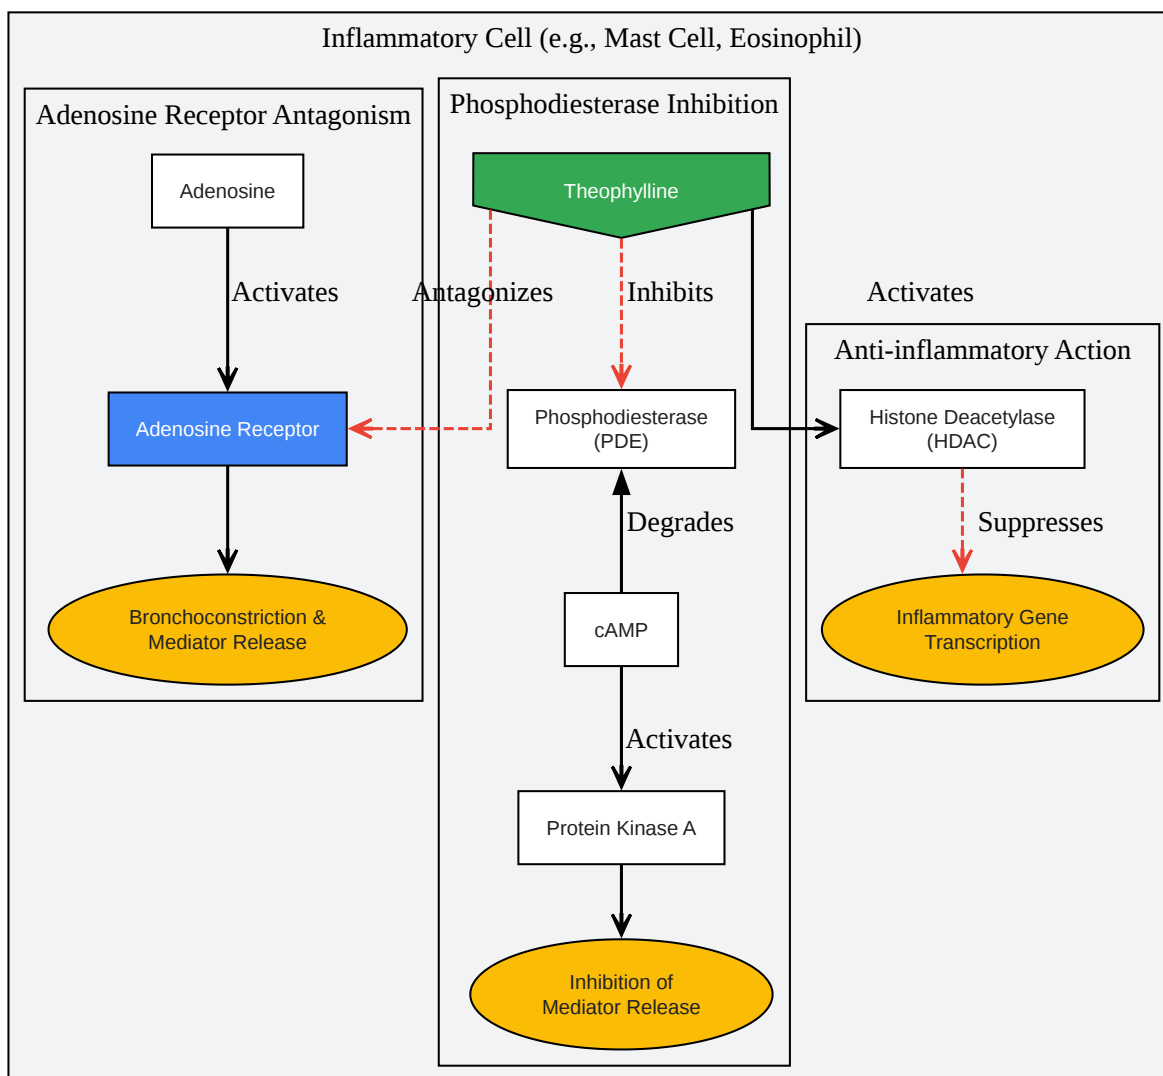 Inflammatory Cell (e.g., Mast Cell, Eosinophil)
Adenosine Receptor Antagonism
Adenosine
Activates
Adenosine Receptor
Bronchoconstriction &
Mediator Release
Phosphodiesterase Inhibition
Theophylline
Antagonizes
Inhibits
Activates
Phosphodiesterase
(PDE)
Degrades
cAMP
Activates
Protein Kinase A
Inhibition of
Mediator Release
Anti-inflammatory Action
Histone Deacetylase
(HDAC)
Suppresses
Inflammatory Gene
Transcription